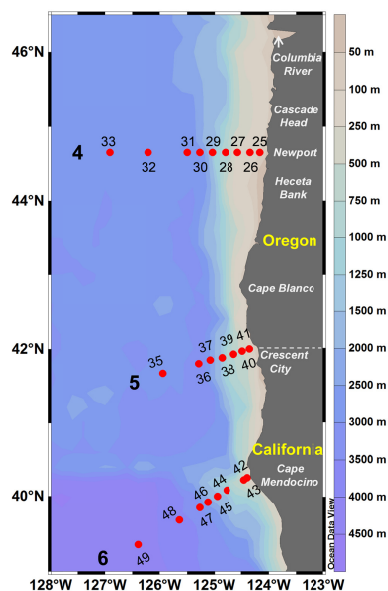 46°N
44°N
42°N
40°N
128°W 127°W 126°W 125°W 124°W 123°W
Columbia
River
Cascade
Head
Newport
Heceta
Bank
Oregon
Cape Blanco
Crescent
City
California
Cape
Mendocino
4
33 31 29 27 25
32 30 28 26
5
35 37 39 41
36 38 40
6
49 48 47 46 45 44 43 42
50 m
100 m
250 m
500 m
750 m
1000 m
1250 m
1500 m
1750 m
2000 m
2500 m
3000 m
3500 m
4000 m
4500 m
Ocean Data View